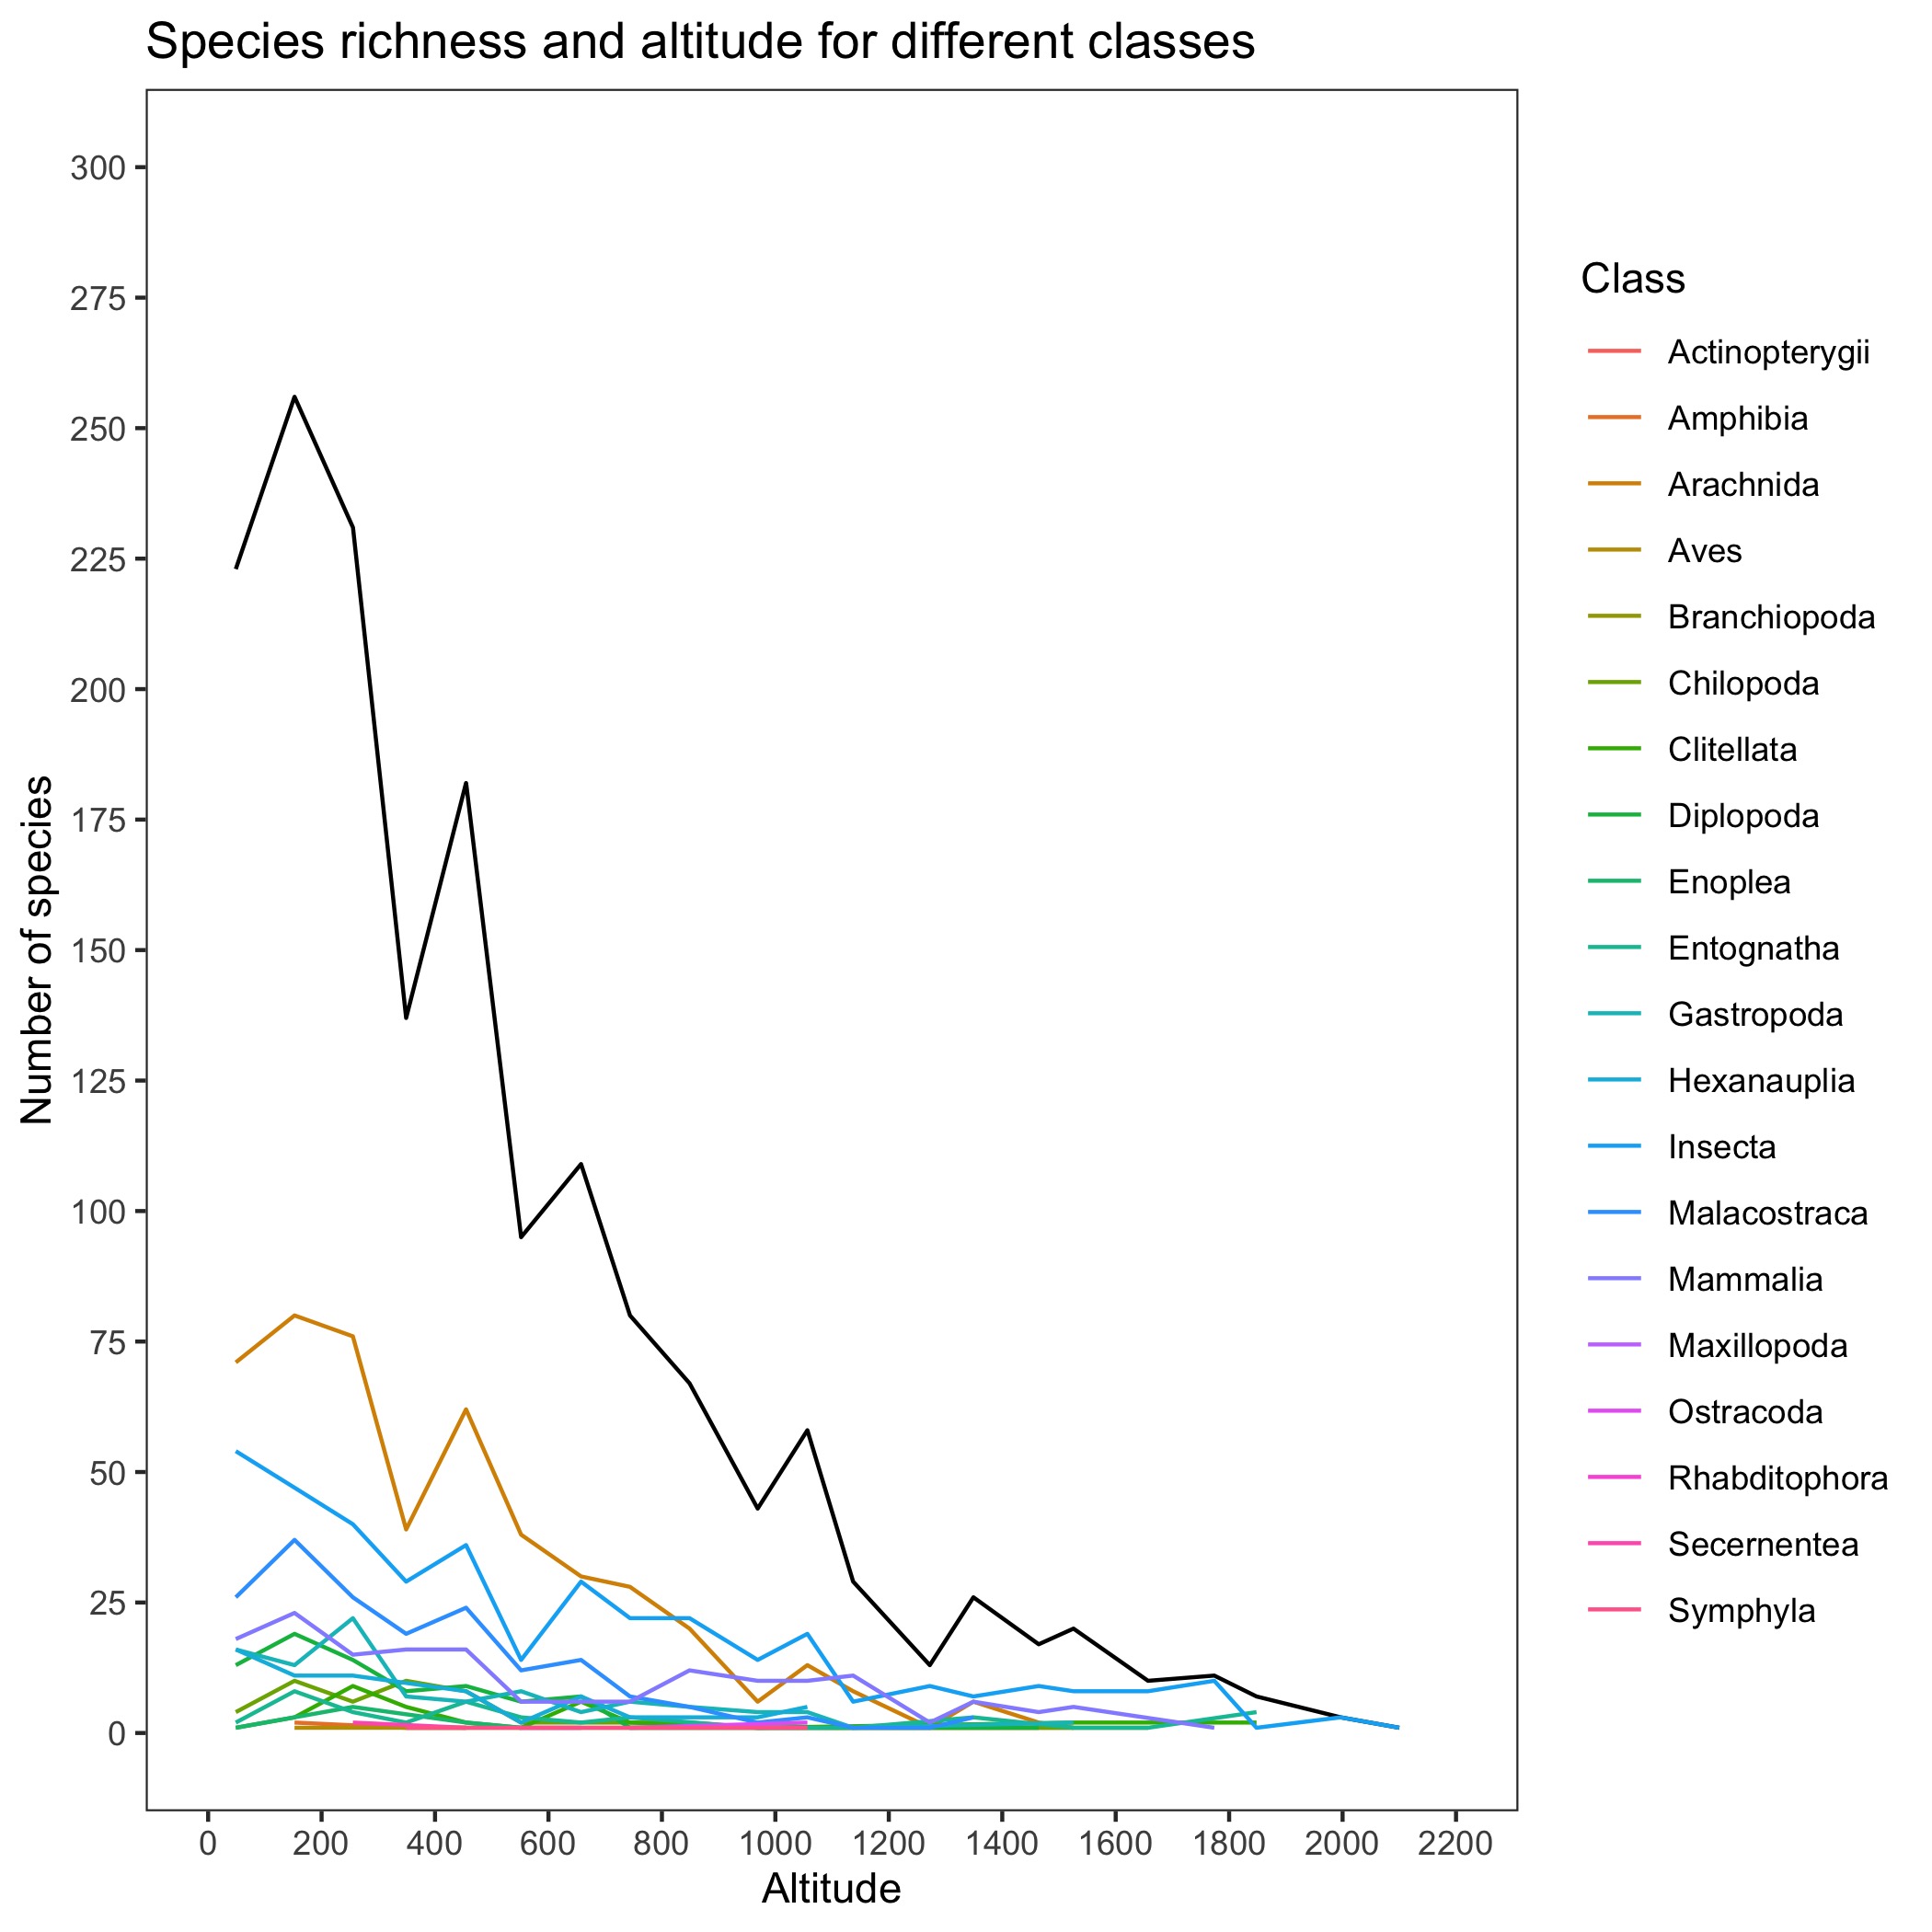 Species richness and altitude for different classes
Number of species
300
275
250
225
200
175
150
125
100
75
50
25
0
0 200 400 600 800 1000 1200 1400 1600 1800 2000 2200
Altitude
Class
Actinopterygii
Amphibia
Arachnida
Aves
Branchiopoda
Chilopoda
Clitellata
Diplopoda
Enoplea
Entognatha
Gastropoda
Hexanauplia
Insecta
Malacostraca
Mammalia
Maxillopoda
Ostracoda
Rhabditophora
Secernentea
Symphyla